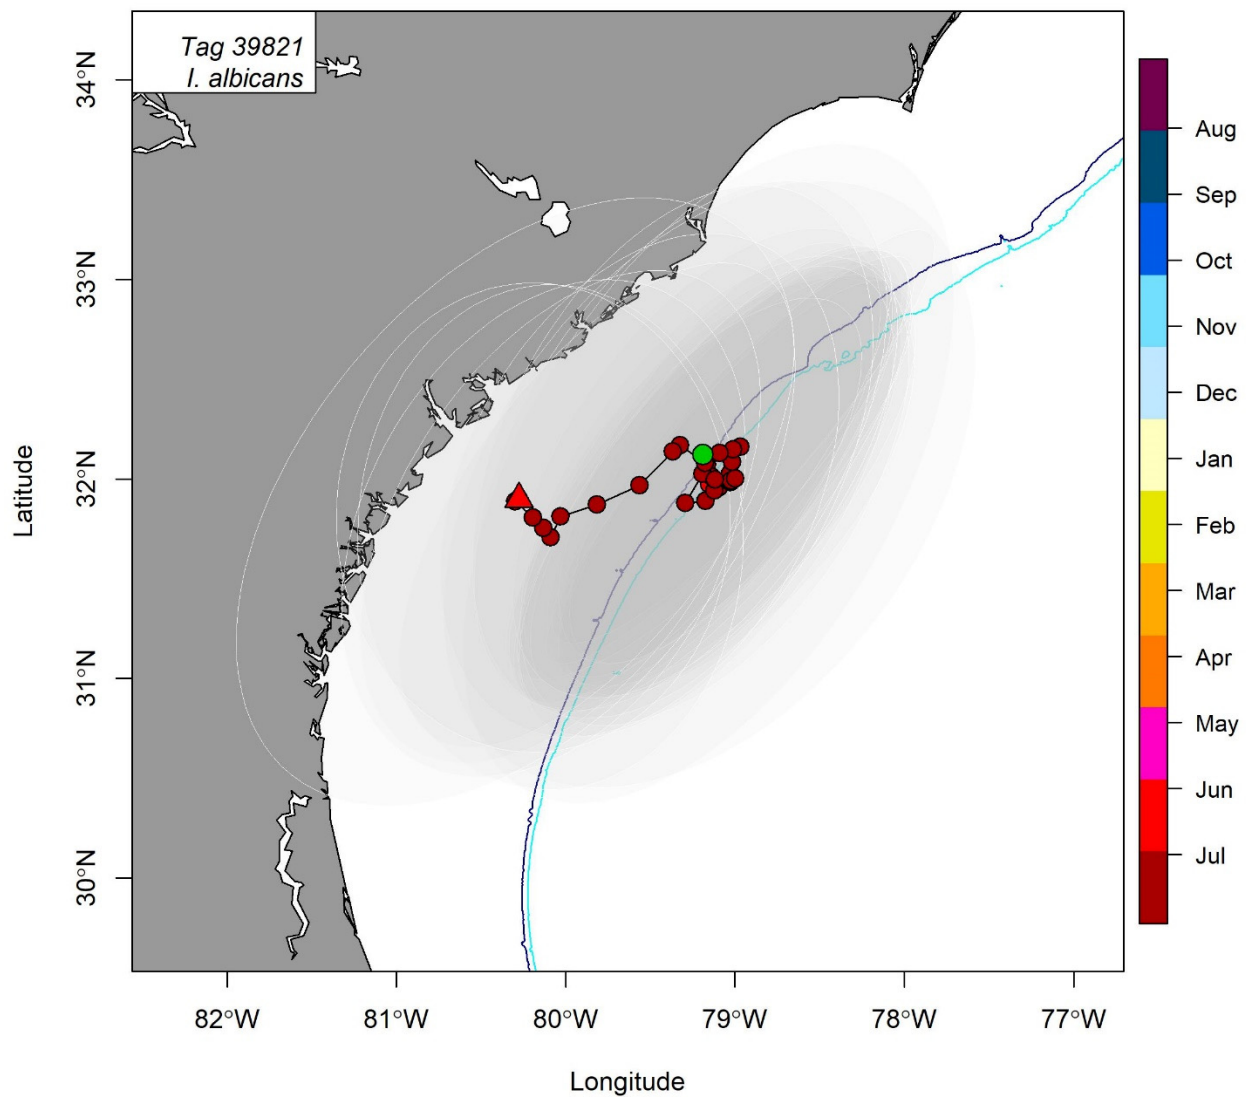 Tag 39821
I. albicans
34°N
33°N
32°N
31°N
30°N
Latitude
82°W
81°W
80°W
79°W
78°W
77°W
Longitude
Aug
Sep
Oct
Nov
Dec
Jan
Feb
Mar
Apr
May
Jun
Jul